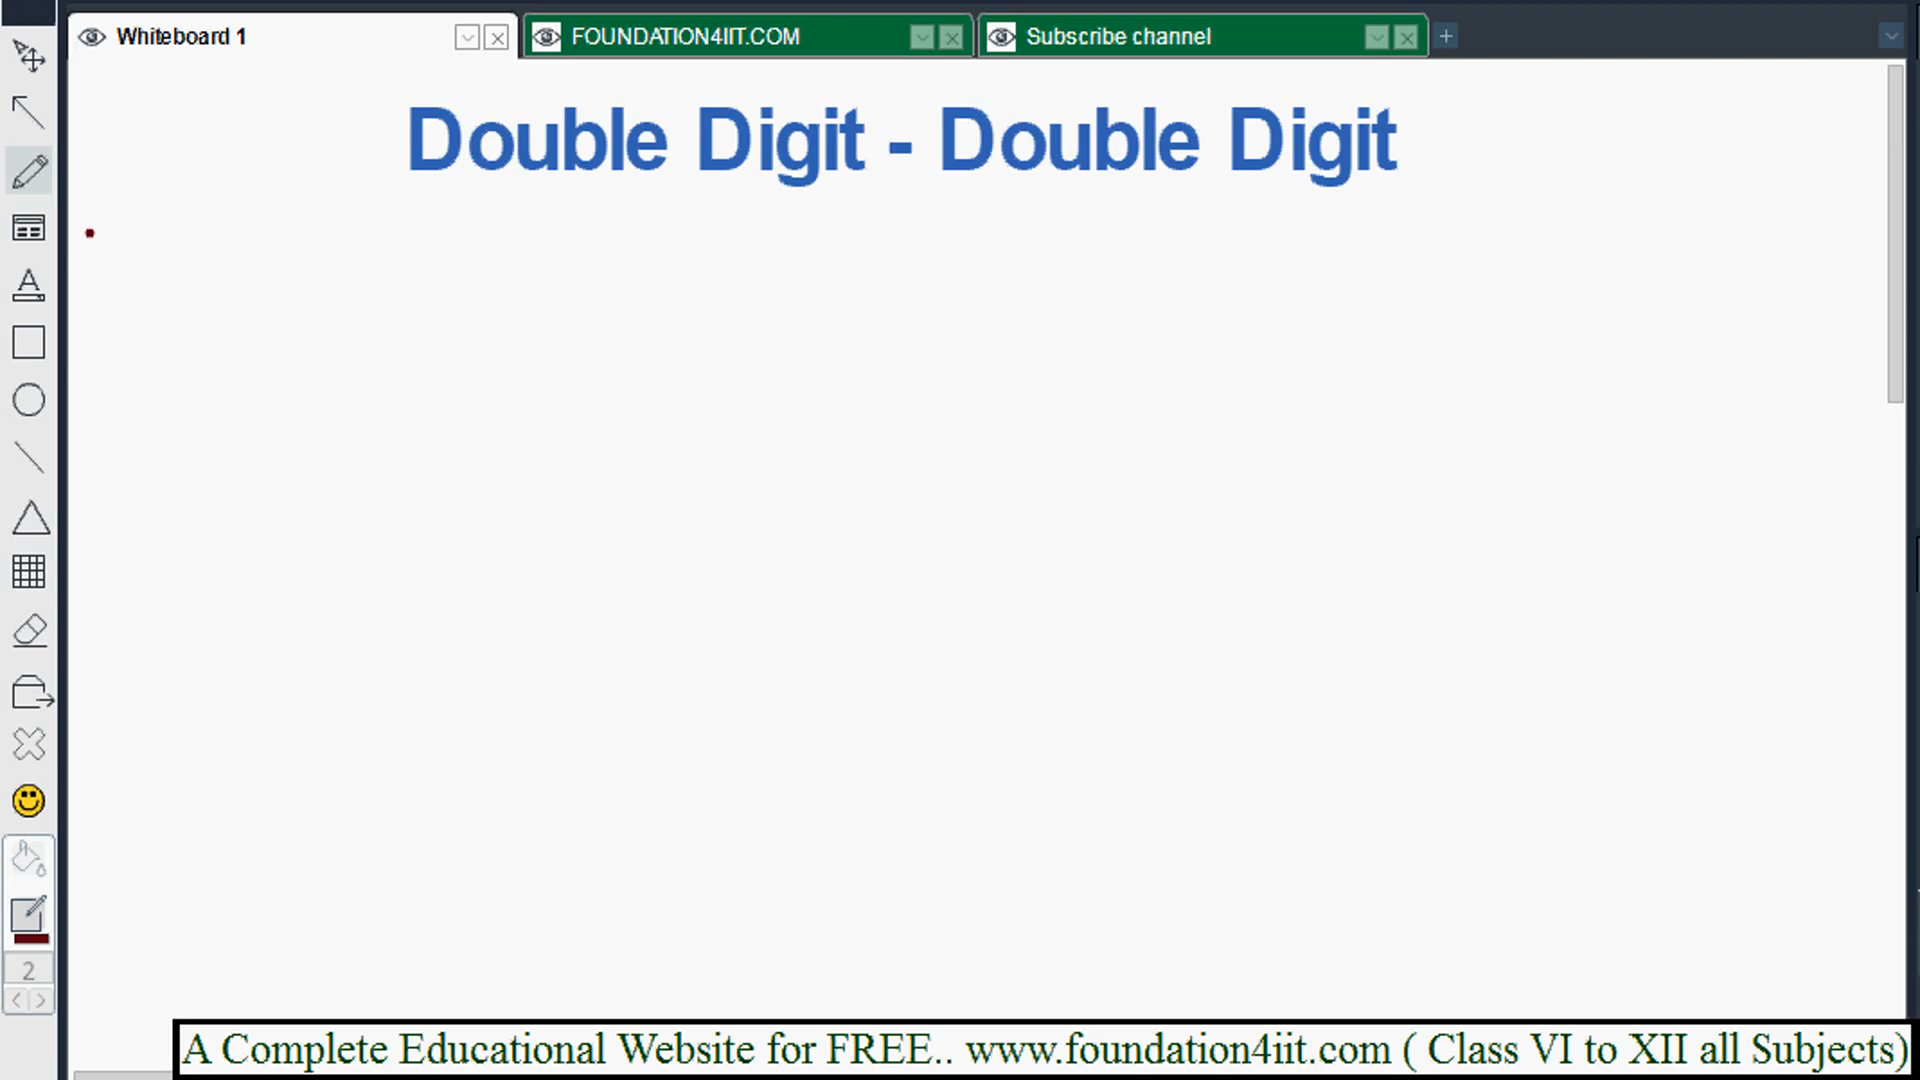 Whiteboard 1 FOUNDATION4IIT.COM Subscribe channel
Double Digit - Double Digit
2
A Complete Educational Website for FREE.. www.foundation4iit.com ( Class VI to XII all Subjects)